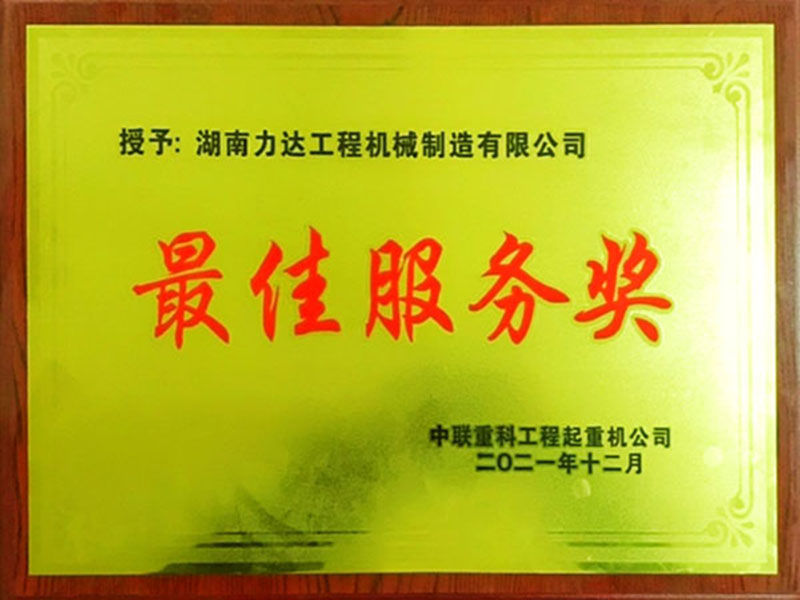 授予: 湖南力达工程机械制造有限公司
最佳服务奖
中联重科工程起重机公司
二〇二一年十二月